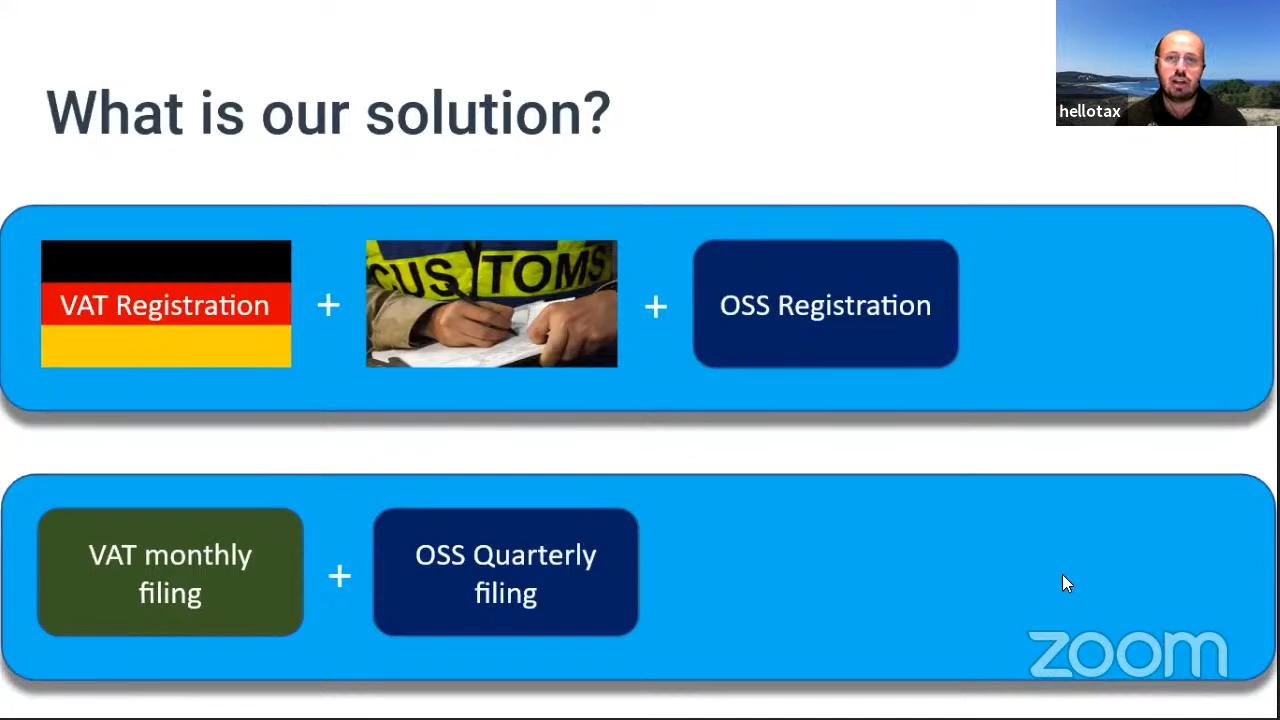 What is our solution?
hellotax
VAT Registration
+
CUSTOMS
+
OSS Registration
VAT monthly
filing
+
OSS Quarterly
filing
zoom